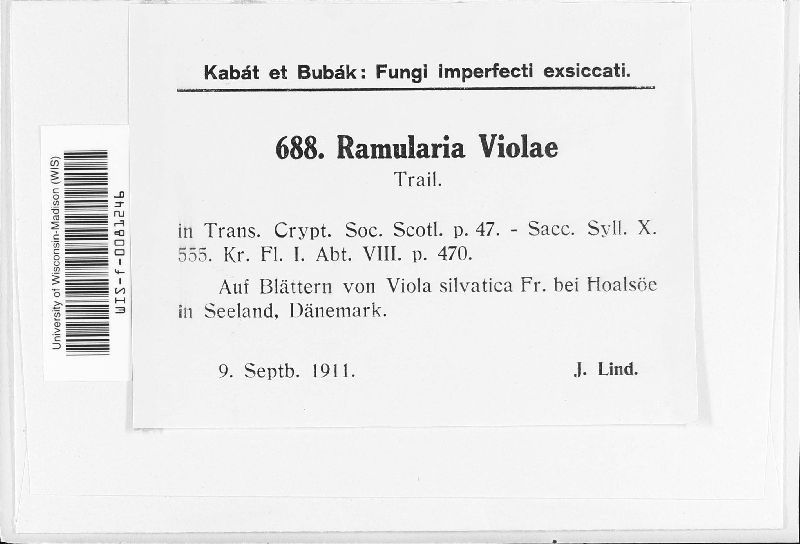 Kabát et Bubák: Fungi imperfecti exsiccati.
688. Ramularia Violae
Trail.
in Trans. Crypt. Soc. Scotl. p. 47. - Sacc. Syll. X.
555. Kr. Fl. I. Abt. VIII. p. 470.
Auf Blättern von Viola silvatica Fr. bei Hoalsöe
in Seeland, Dänemark.
9. Septb. 1911.
J. Lind.
University of Wisconsin-Madison (WIS)
WIS-f-0081246